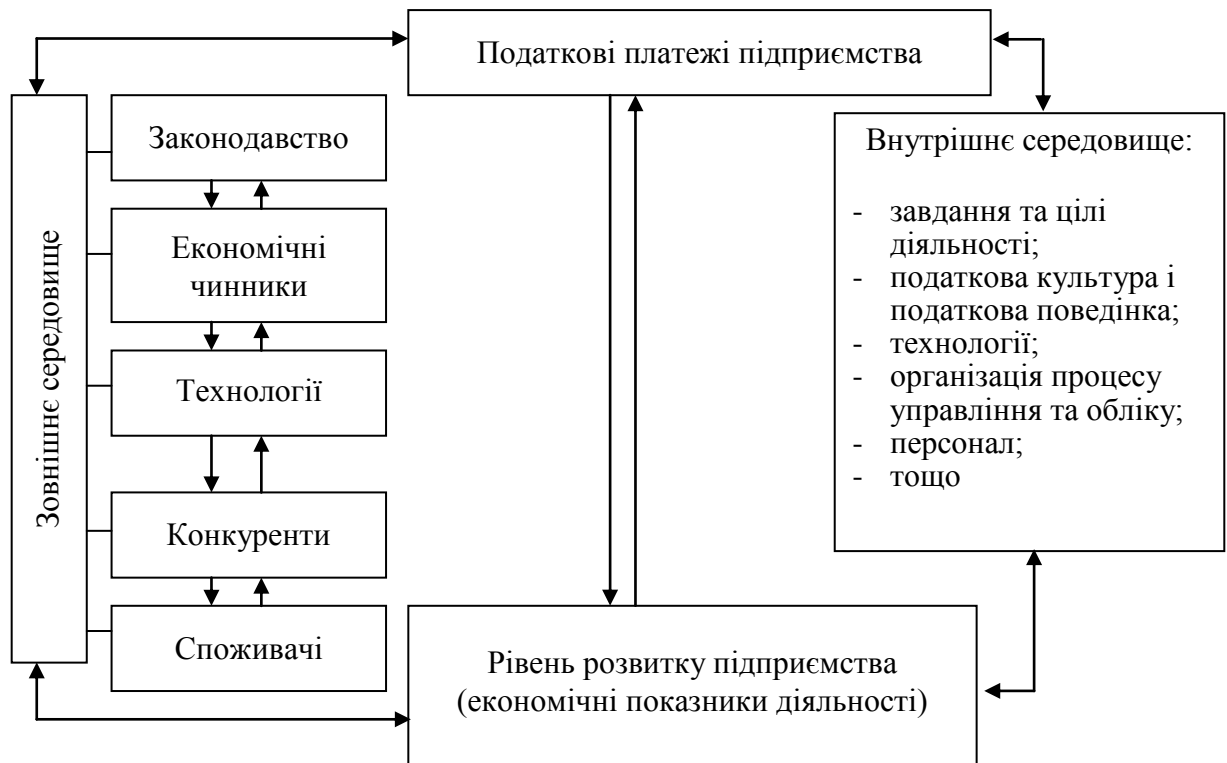 Податкові платежі підприємства
Зовнішнє середовище
Законодавство
Економічні
чинники
Технології
Конкуренти
Споживачі
Внутрішнє середовище:
- завдання та цілі
діяльності;
- податкова культура і
податкова поведінка;
- технології;
- організація процесу
управління та обліку;
- персонал;
- тощо
Рівень розвитку підприємства
(економічні показники діяльності)